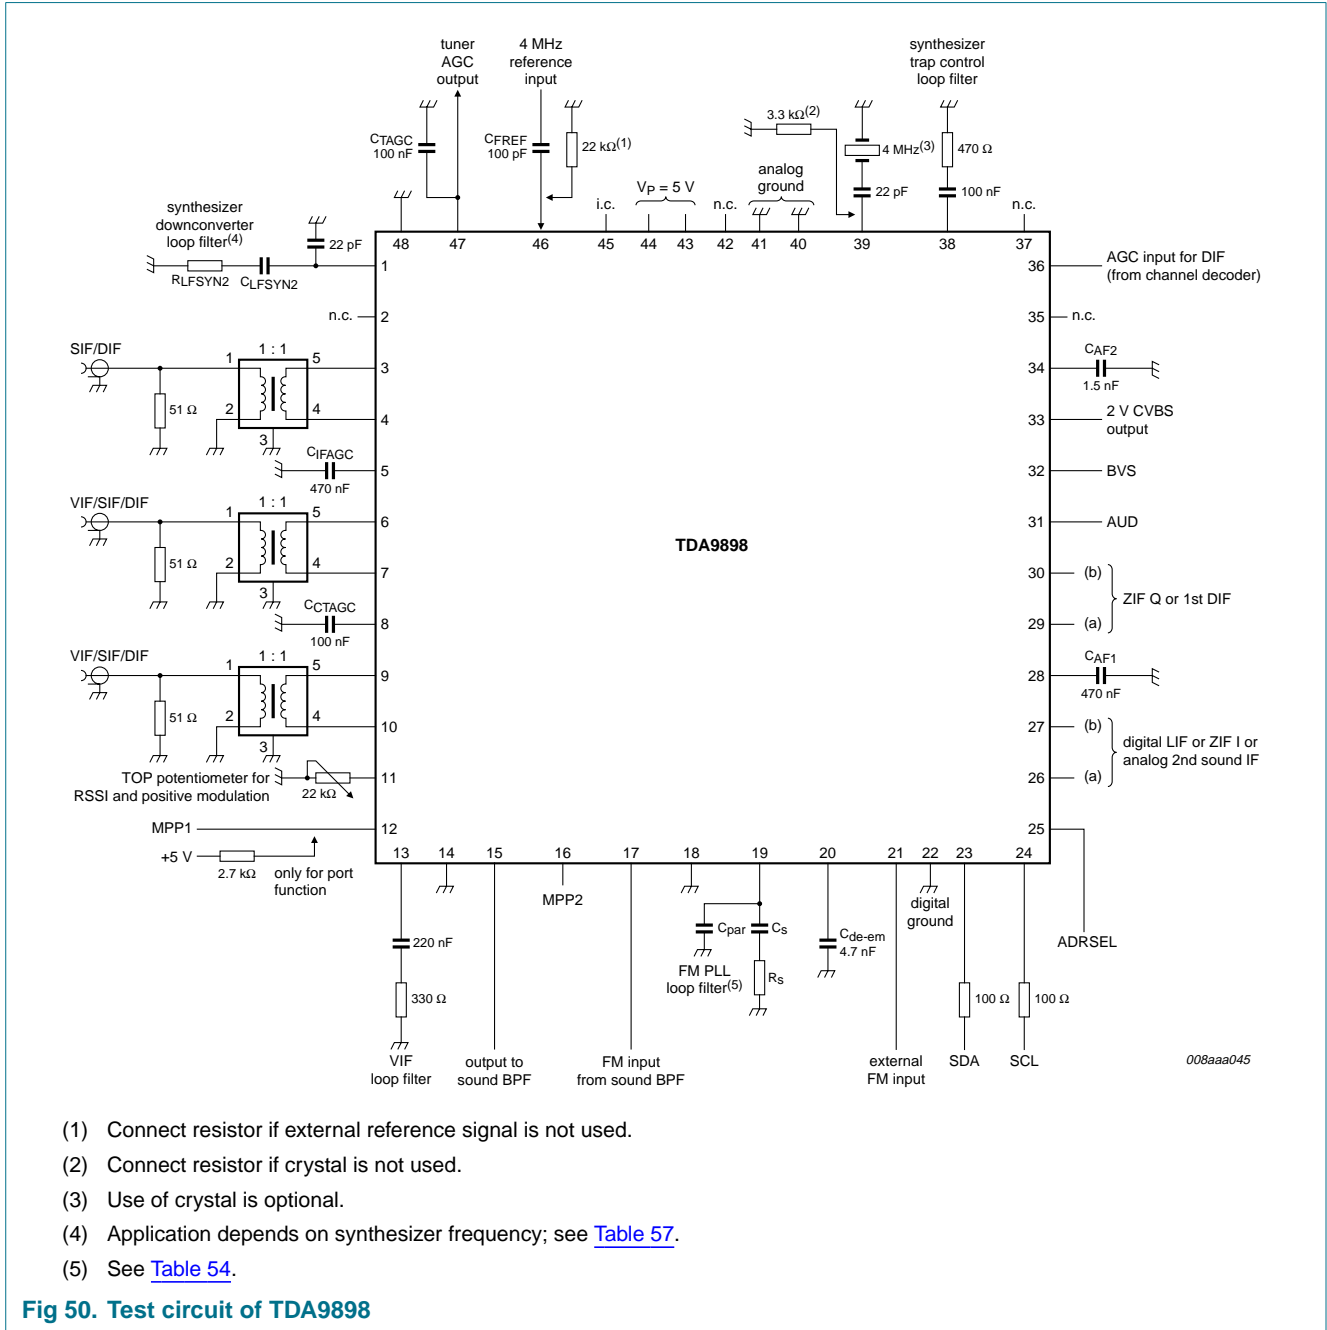 tuner
AGC
output
4 MHz
reference
input
synthesizer
trap control
loop filter
CTAGC
100 nF
CFREF
100 pF
22 kΩ(1)
3.3 kΩ(2)
4 MHz(3)
470 Ω
analog
ground
22 pF
100 nF
VP = 5 V
i.c.
n.c.
n.c.
synthesizer
downconverter
loop filter(4)
22 pF
48
47
46
45
44
43
42
41
40
39
38
37
RLFSYN2
CLFSYN2
1
36
AGC input for DIF
(from channel decoder)
n.c.
2
35
n.c.
SIF/DIF
1
1 : 1
5
3
34
CAF2
1.5 nF
51 Ω
2
4
4
33
2 V CVBS
output
3
CIFAGC
470 nF
5
32
BVS
VIF/SIF/DIF
1
1 : 1
5
6
31
AUD
TDA9898
51 Ω
2
4
7
30
(b)
3
ZIF Q or 1st DIF
CCTAGC
100 nF
8
29
(a)
VIF/SIF/DIF
1
1 : 1
5
9
28
CAF1
470 nF
51 Ω
2
4
10
27
(b)
3
digital LIF or ZIF I or
analog 2nd sound IF
TOP potentiometer for
RSSI and positive modulation
22 kΩ
11
26
(a)
MPP1
12
25
+5 V
2.7 kΩ
only for port
function
13
14
15
16
17
18
19
20
21
22
23
24
MPP2
digital
ground
ADRSEL
220 nF
Cpar
Cs
Cde-em
4.7 nF
FM PLL
loop filter(5)
Rs
330 Ω
100 Ω
100 Ω
VIF
loop filter
output to
sound BPF
FM input
from sound BPF
external
FM input
SDA
SCL
008aaa045
(1) Connect resistor if external reference signal is not used.
(2) Connect resistor if crystal is not used.
(3) Use of crystal is optional.
(4) Application depends on synthesizer frequency; see Table 57.
(5) See Table 54.
Fig 50. Test circuit of TDA9898